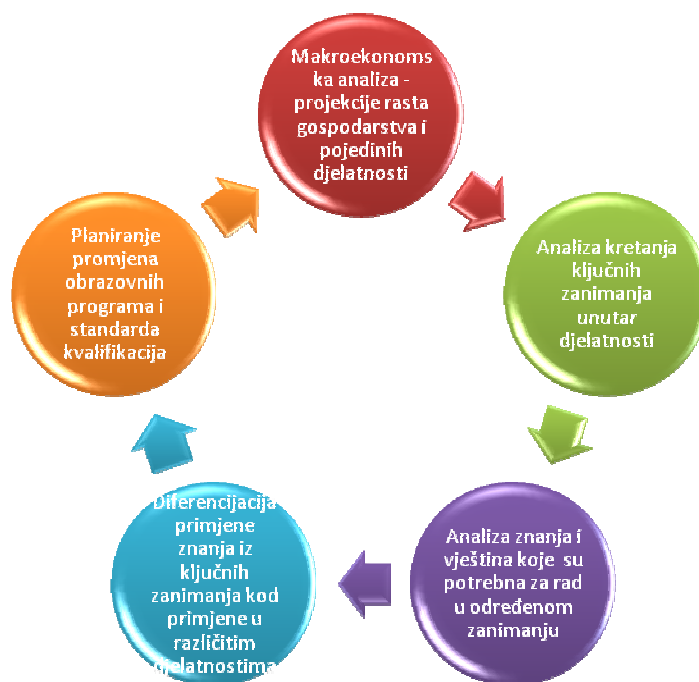 Makroekonoms
ka analiza -
projekcije rasta
gospodarstva i
pojedinih
djelatnosti
Analiza kretanja
ključnih
zanimanja
unutar
djelatnosti
Analiza znanja i
vještina koje su
potrebna za rad
u određenom
zanimanju
Diferencijacija
primjene
znanja iz
ključnih
zanimanja kod
primjene u
različitim
djelatnostima
Planiranje
promjena
obrazovnih
programa i
standarda
kvalifikacija